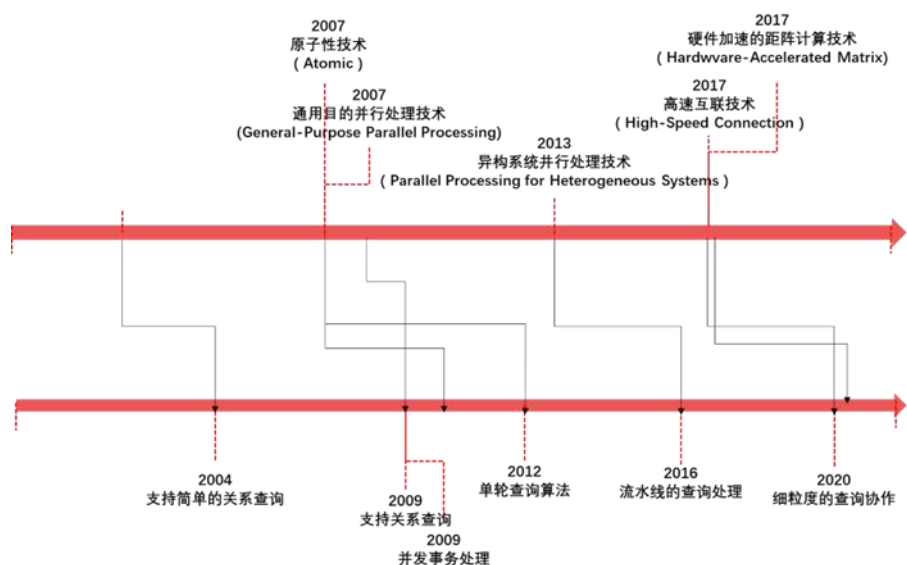 2007
原子性技术
( Atomic )
2007
通用目的并行处理技术
(General-Purpose Parallel Processing)
2013
异构系统并行处理技术
( Parallel Processing for Heterogeneous Systems )
2017
硬件加速的距阵计算技术
( Hardwvare-Accelerated Matrix)
2017
高速互联技术
( High-Speed Connection )
2004
支持简单的关系查询
2009
支持关系查询
2009
并发事务处理
2012
单轮查询算法
2016
流水线的查询处理
2020
细粒度的查询协作